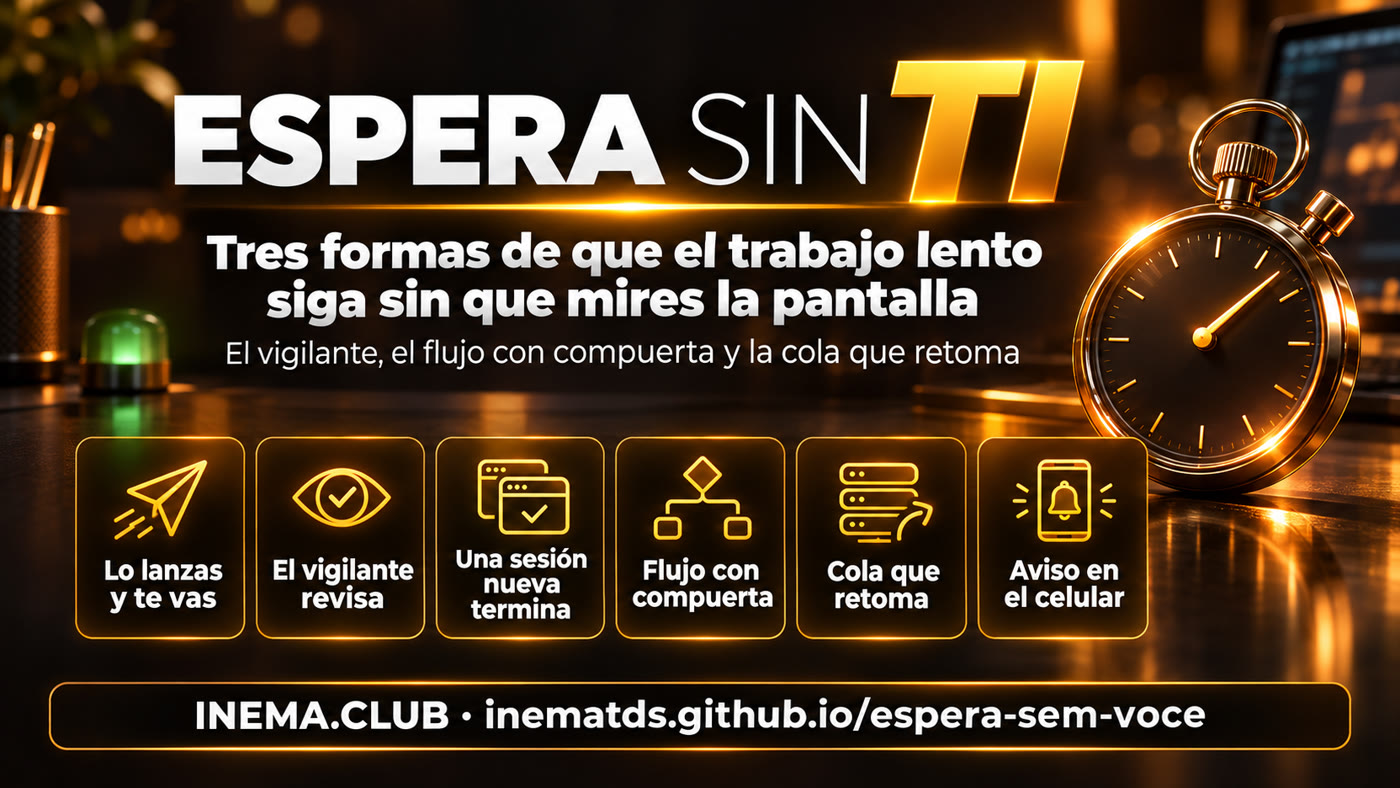 ESPERA SIN TI
Tres formas de que el trabajo lento
siga sin que mires la pantalla
El vigilante, el flujo con compuerta y la cola que retoma
Lo lanzas
y te vas
El vigilante
revisa
Una sesión
nueva
termina
Flujo con
compuerta
Cola que
retoma
Aviso en
el celular
INEMA.CLUB · inematds.github.io/espera-sem-voce